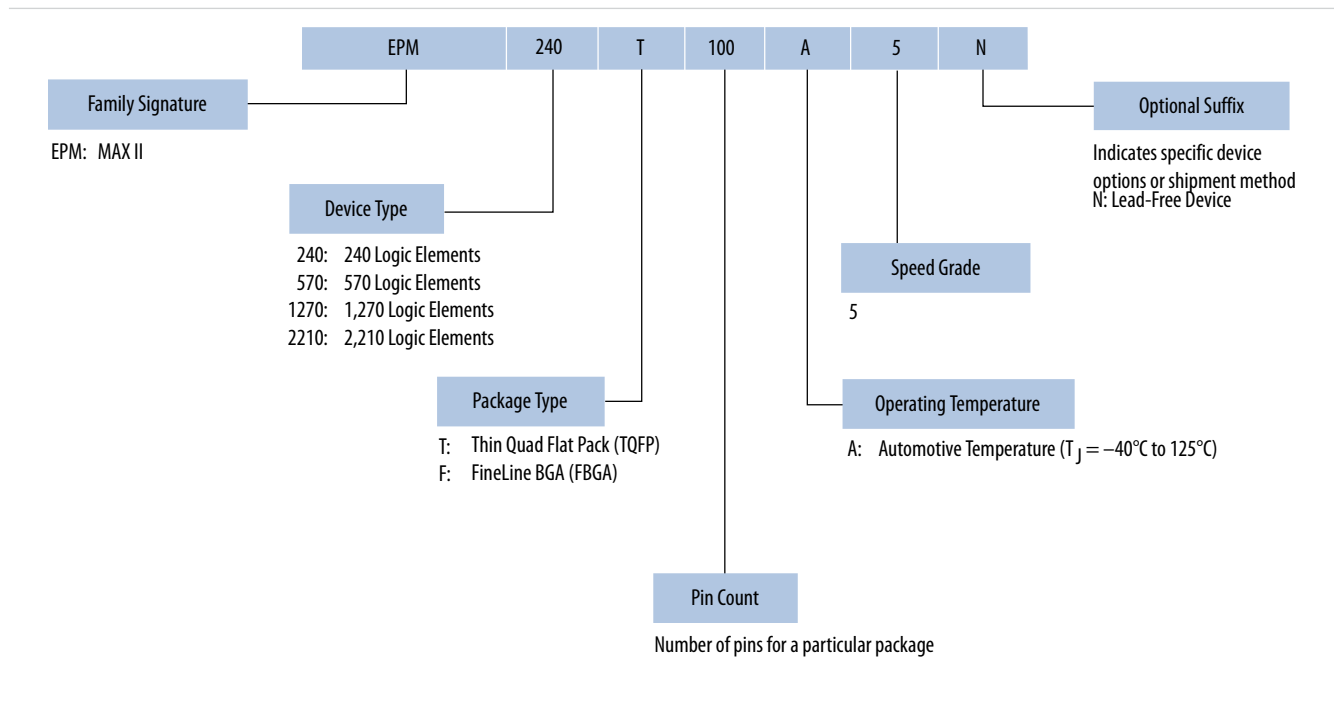 EPM 240 T 100 A 5 N
Family Signature
EPM: MAX II
Optional Suffix
Indicates specific device
options or shipment method
N: Lead-Free Device
Device Type
240: 240 Logic Elements
570: 570 Logic Elements
1270: 1,270 Logic Elements
2210: 2,210 Logic Elements
Speed Grade
5
Package Type
T: Thin Quad Flat Pack (TQFP)
F: FineLine BGA (FBGA)
Operating Temperature
A: Automotive Temperature (T J = –40°C to 125°C)
Pin Count
Number of pins for a particular package